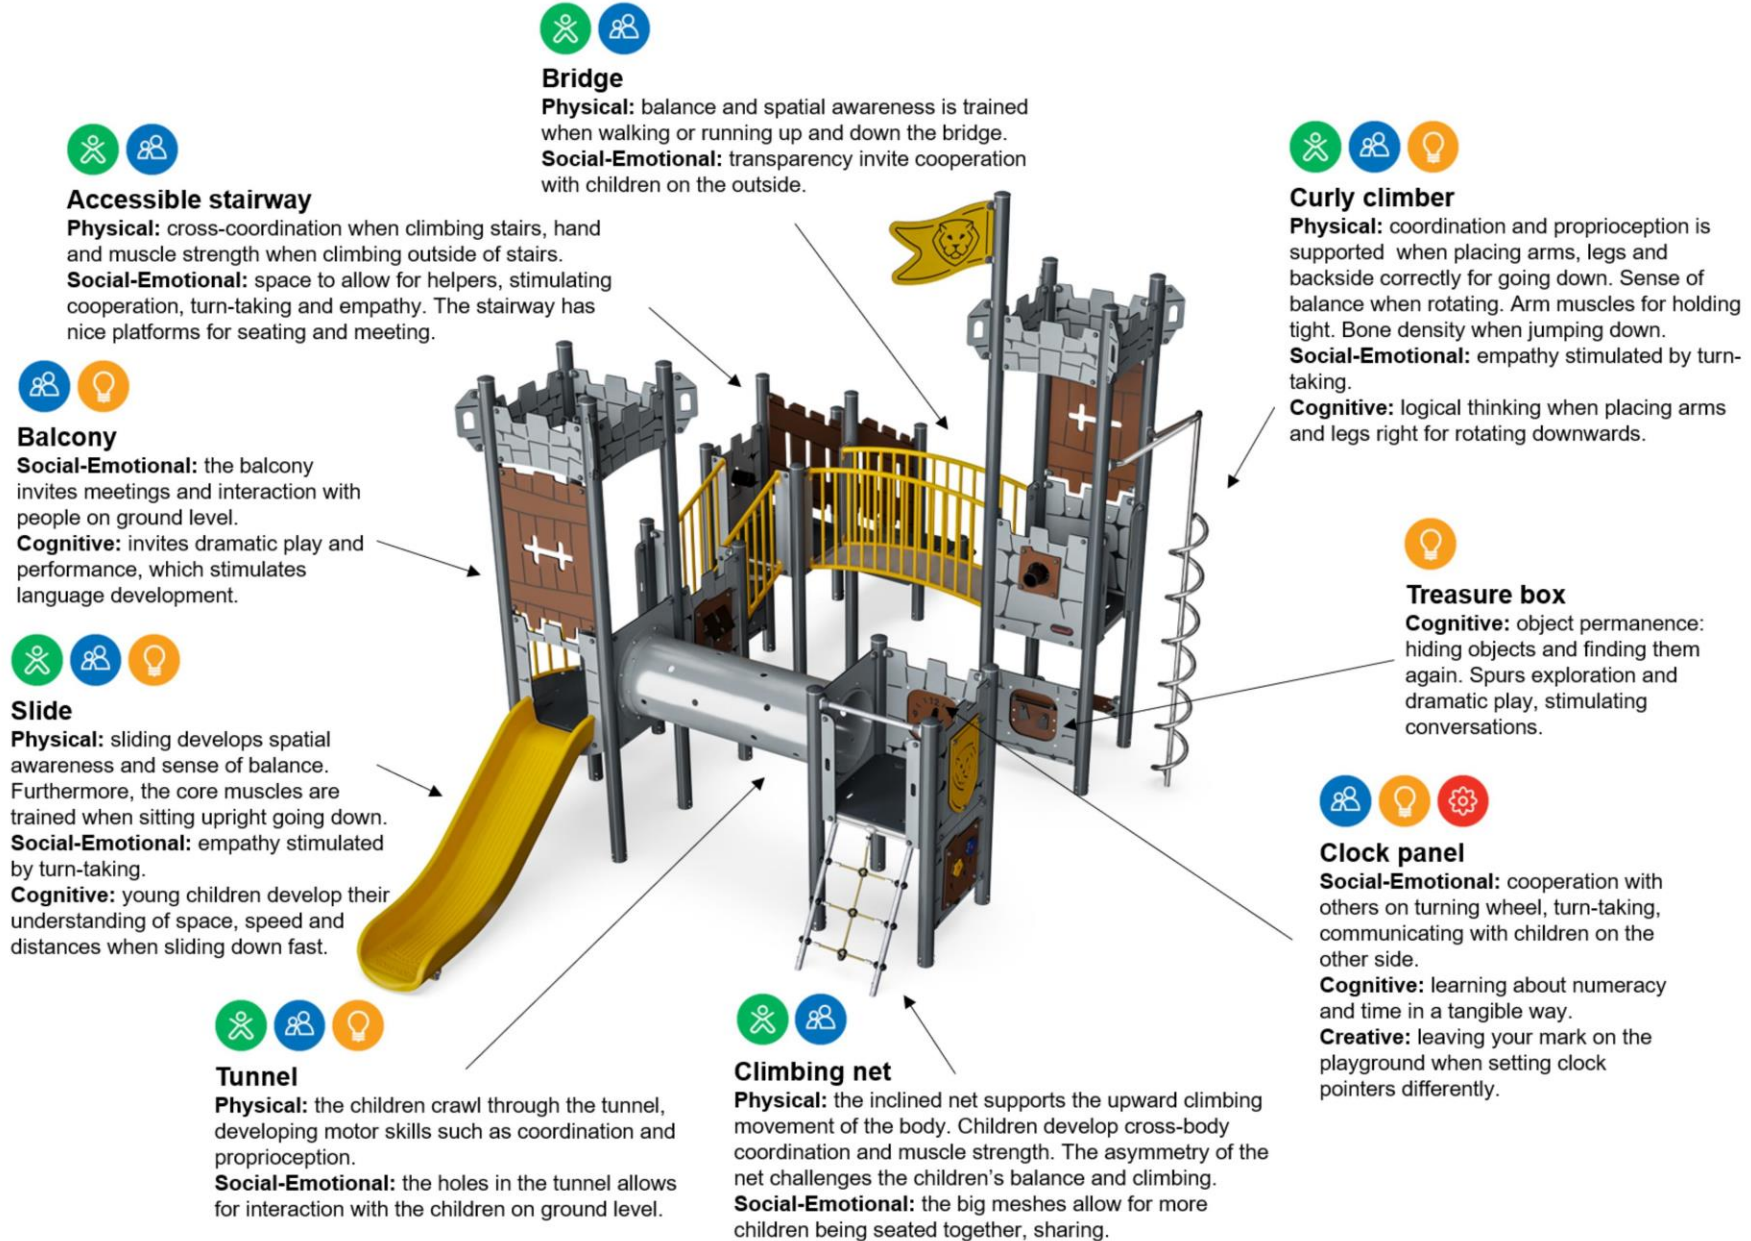 Bridge
Physical: balance and spatial awareness is trained
when walking or running up and down the bridge.
Social-Emotional: transparency invite cooperation
with children on the outside.
Accessible stairway
Physical: cross-coordination when climbing stairs, hand
and muscle strength when climbing outside of stairs.
Social-Emotional: space to allow for helpers, stimulating
cooperation, turn-taking and empathy. The stairway has
nice platforms for seating and meeting.
Curly climber
Physical: coordination and proprioception is
supported when placing arms, legs and
backside correctly for going down. Sense of
balance when rotating. Arm muscles for holding
tight. Bone density when jumping down.
Social-Emotional: empathy stimulated by turn-
taking.
Cognitive: logical thinking when placing arms
and legs right for rotating downwards.
Balcony
Social-Emotional: the balcony
invites meetings and interaction with
people on ground level.
Cognitive: invites dramatic play and
performance, which stimulates
language development.
Treasure box
Cognitive: object permanence:
hiding objects and finding them
again. Spurs exploration and
dramatic play, stimulating
conversations.
Slide
Physical: sliding develops spatial
awareness and sense of balance.
Furthermore, the core muscles are
trained when sitting upright going down.
Social-Emotional: empathy stimulated
by turn-taking.
Cognitive: young children develop their
understanding of space, speed and
distances when sliding down fast.
12
Clock panel
Social-Emotional: cooperation with
others on turning wheel, turn-taking,
communicating with children on the
other side.
Cognitive: learning about numeracy
and time in a tangible way.
Creative: leaving your mark on the
playground when setting clock
pointers differently.
Tunnel
Physical: the children crawl through the tunnel,
developing motor skills such as coordination and
proprioception.
Social-Emotional: the holes in the tunnel allows
for interaction with the children on ground level.
Climbing net
Physical: the inclined net supports the upward climbing
movement of the body. Children develop cross-body
coordination and muscle strength. The asymmetry of the
net challenges the children's balance and climbing.
Social-Emotional: the big meshes allow for more
children being seated together, sharing.